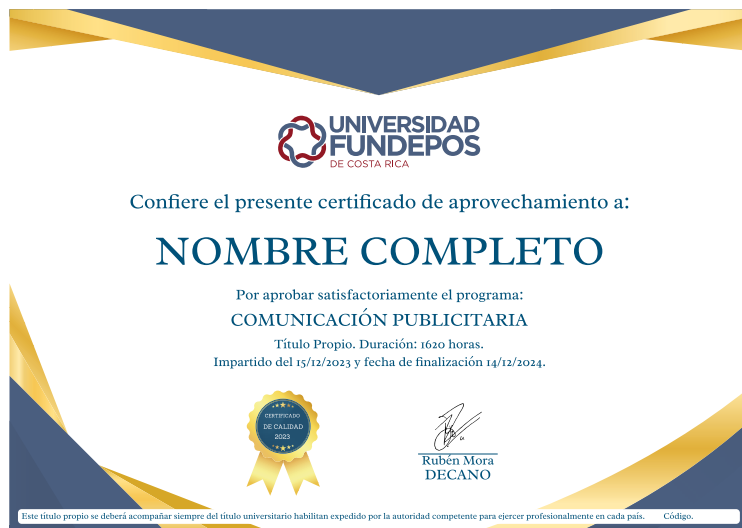 UNIVERSIDAD
FUNDEPOS
DE COSTA RICA
Confiere el presente certificado de aprovechamiento a:
NOMBRE COMPLETO
Por aprobar satisfactoriamente el programa:
COMUNICACIÓN PUBLICITARIA
Título Propio. Duración: 1620 horas.
Impartido del 15/12/2023 y fecha de finalización 14/12/2024.
CERTIFICADO
DE CALIDAD
2023
Rubén Mora
DECANO
Este título propio se deberá acompañar siempre del título universitario habilitan expedido por la autoridad competente para ejercer profesionalmente en cada país. Código.